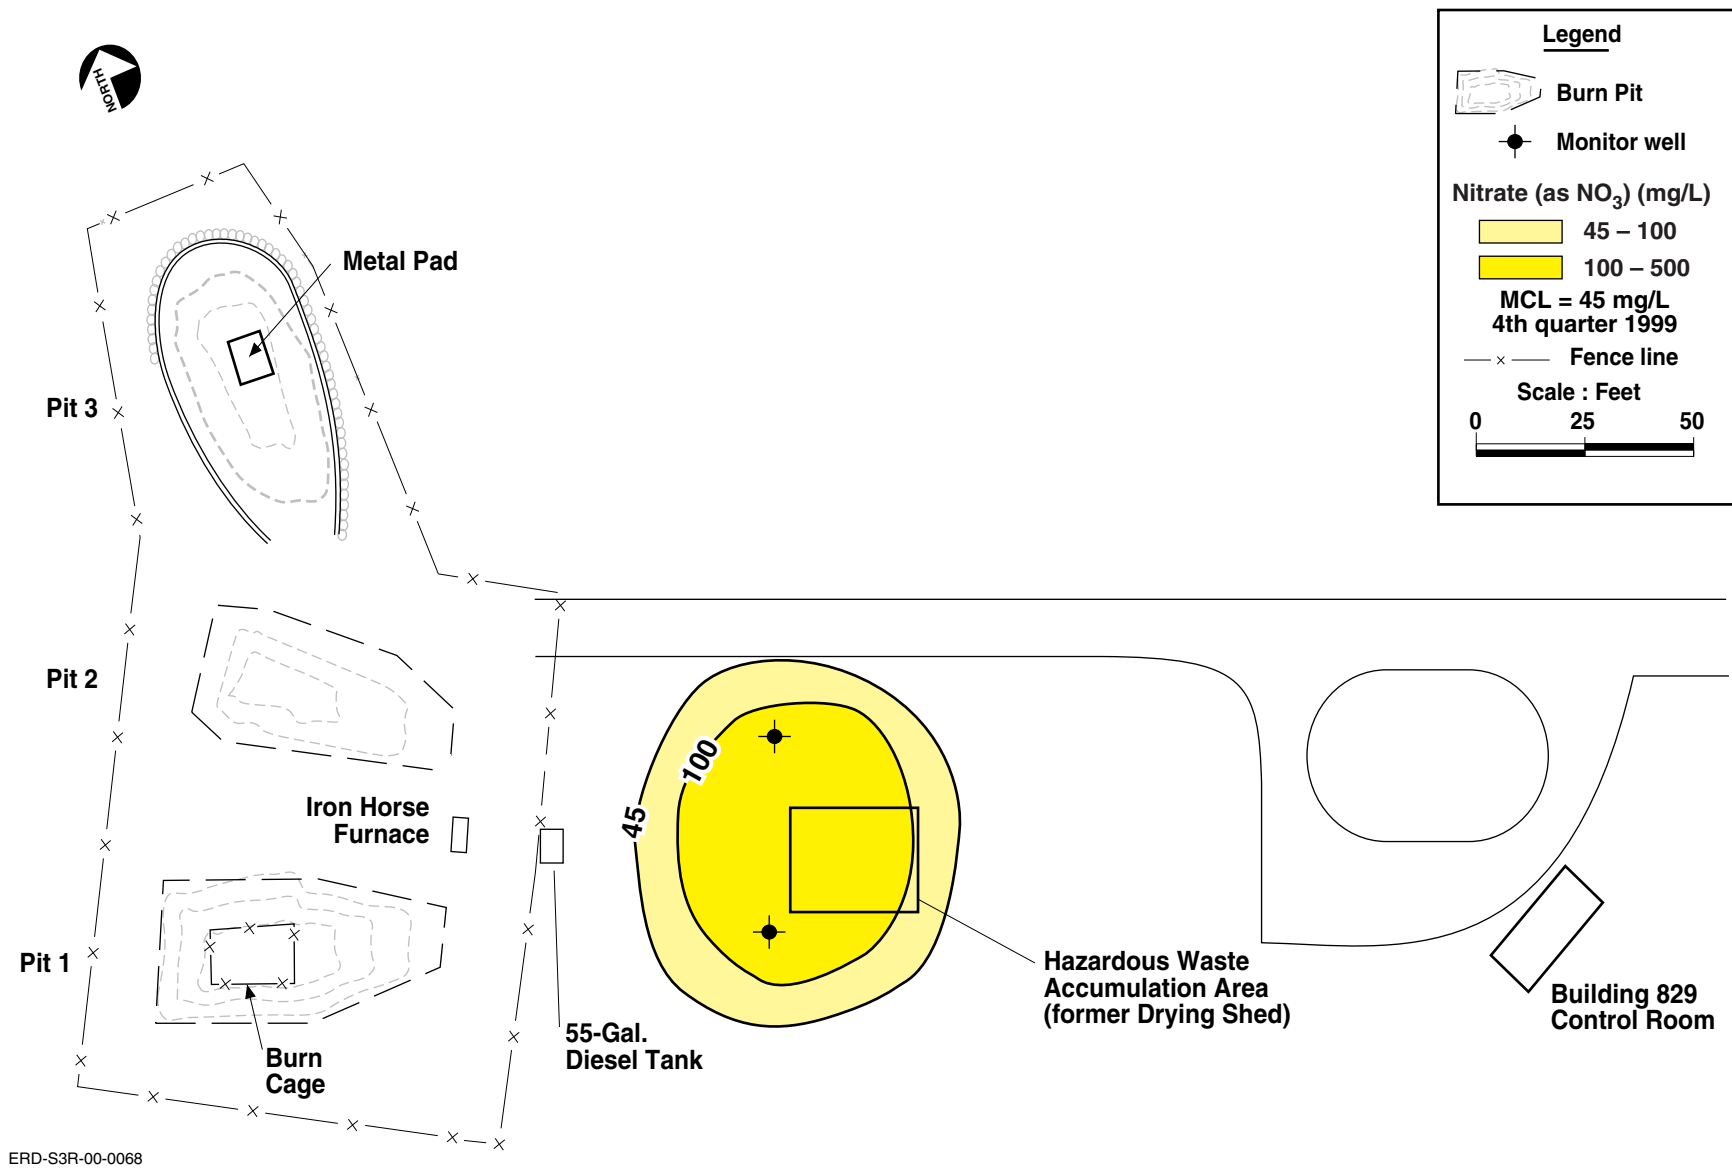 NORTH
Legend
Burn Pit
Monitor well
Nitrate (as NO3) (mg/L)
45 – 100
100 – 500
MCL = 45 mg/L
4th quarter 1999
Fence line
Scale : Feet
0 25 50
Metal Pad
Pit 3
Pit 2
100
45
Iron Horse
Furnace
Pit 1
Hazardous Waste
Accumulation Area
(former Drying Shed)
Building 829
Control Room
55-Gal.
Diesel Tank
Burn
Cage
ERD-S3R-00-0068